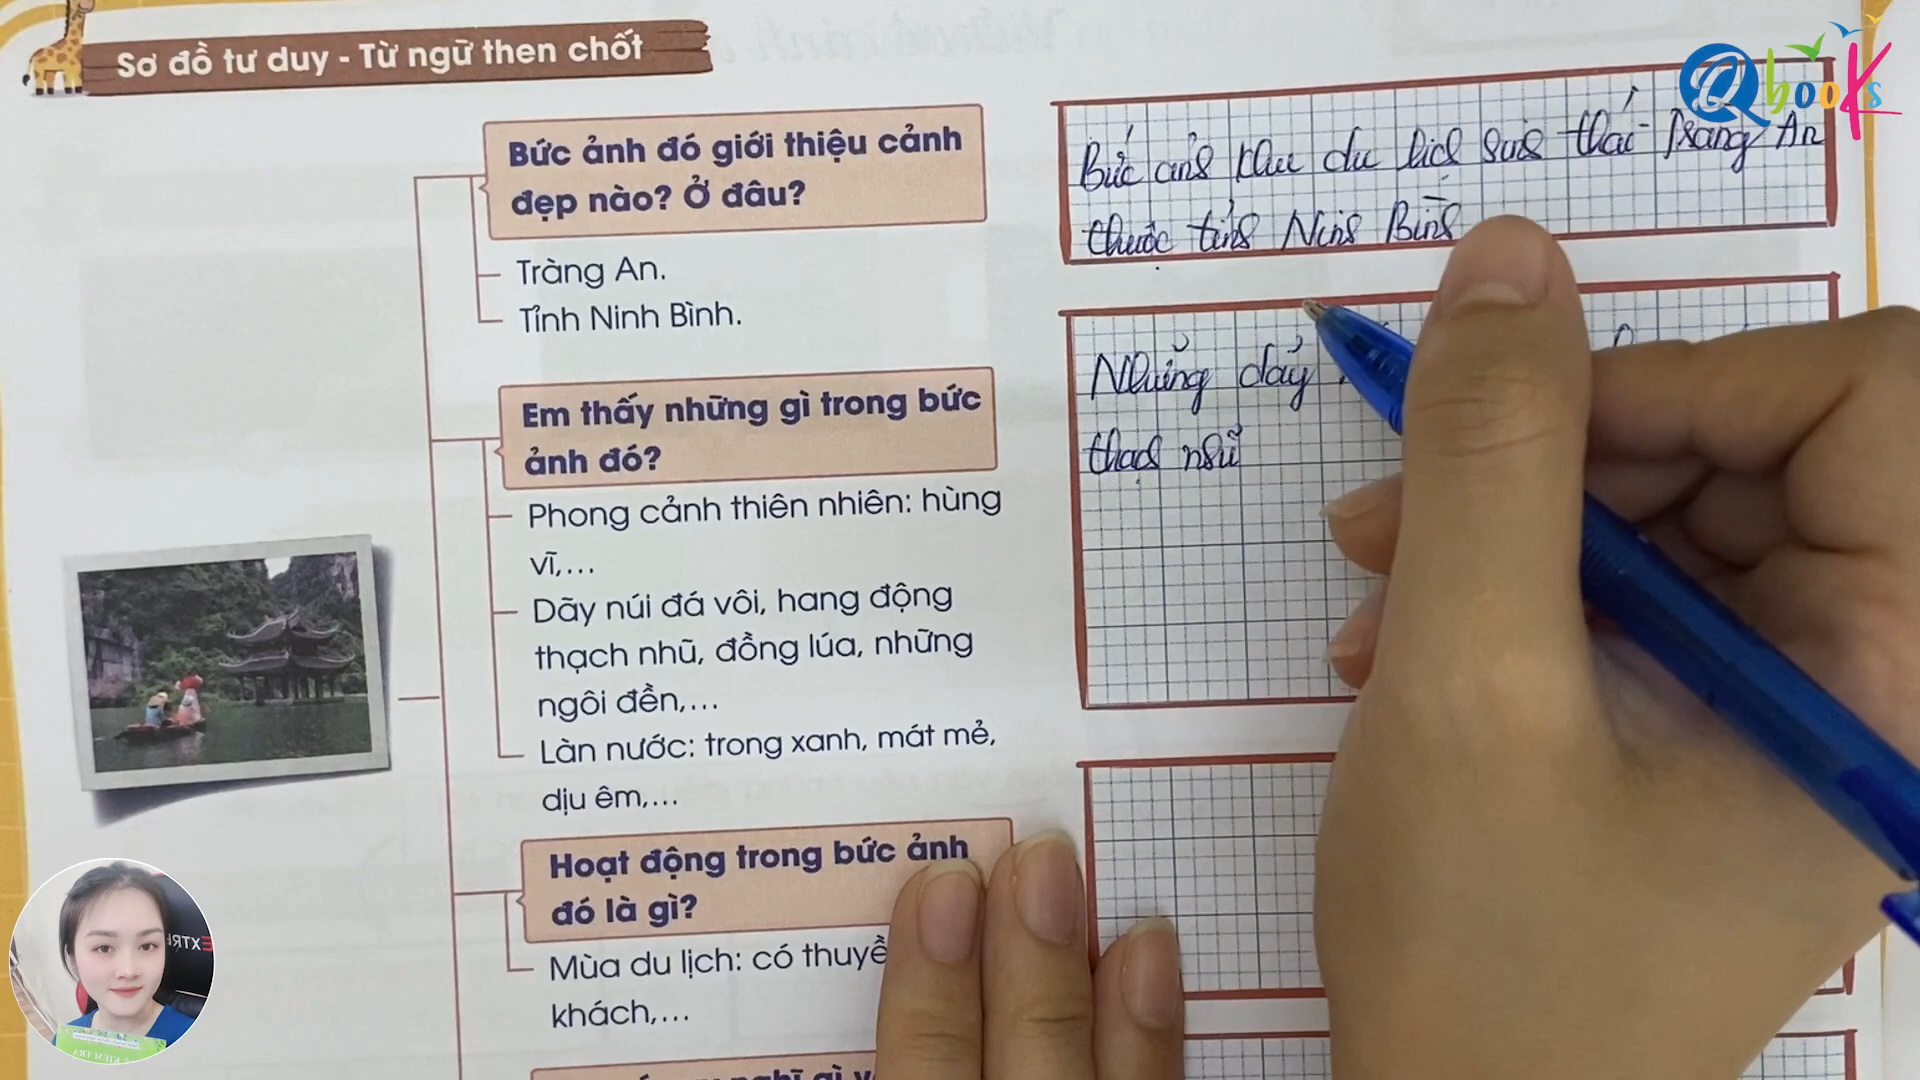 Sơ đồ tư duy - Từ ngữ then chốt
Qbooks
Bức ảnh đó giới thiệu cảnh
đẹp nào? Ở đâu?
Tràng An.
Tỉnh Ninh Bình.
Em thấy những gì trong bức
ảnh đó?
Phong cảnh thiên nhiên: hùng
vĩ,...
Dãy núi đá vôi, hang động
thạch nhũ, đồng lúa, những
ngôi đền,...
Làn nước: trong xanh, mát mẻ,
dịu êm,...
Hoạt động trong bức ảnh
đó là gì?
Mùa du lịch: có thuyề
khách,...
Bức ảnh khu du lịch sinh thái Tràng An
thuộc tỉnh Ninh Bình
Những dãy
thạch nhũ